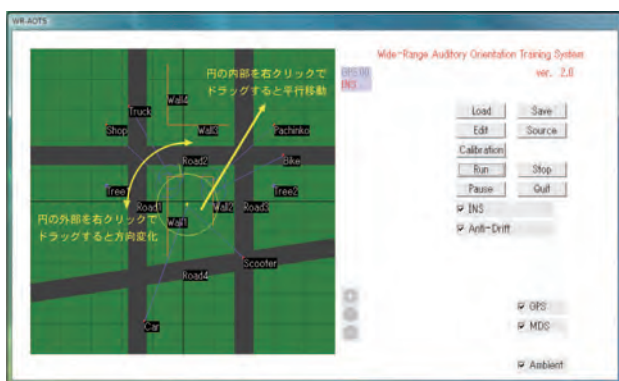 WR-AOTS
Wide-Range Auditory Orientation Training System
ver. 2.0
円の内部を右クリックで
ドラッグすると平行移動
GPS:00
INS
Truck
Wall4
Shop
Wall3
Pachinko
Road2
Bike
Tree1
Road1
Wall2
Road3
Tree2
円の外部を右クリックで
ドラッグすると方向変化
Wall1
Scooter
Road4
Car
Load
Save
Edit
Source
Calibration
Run
Stop
Pause
Quit
INS
Anti-Drift
GPS
MDS
Ambient